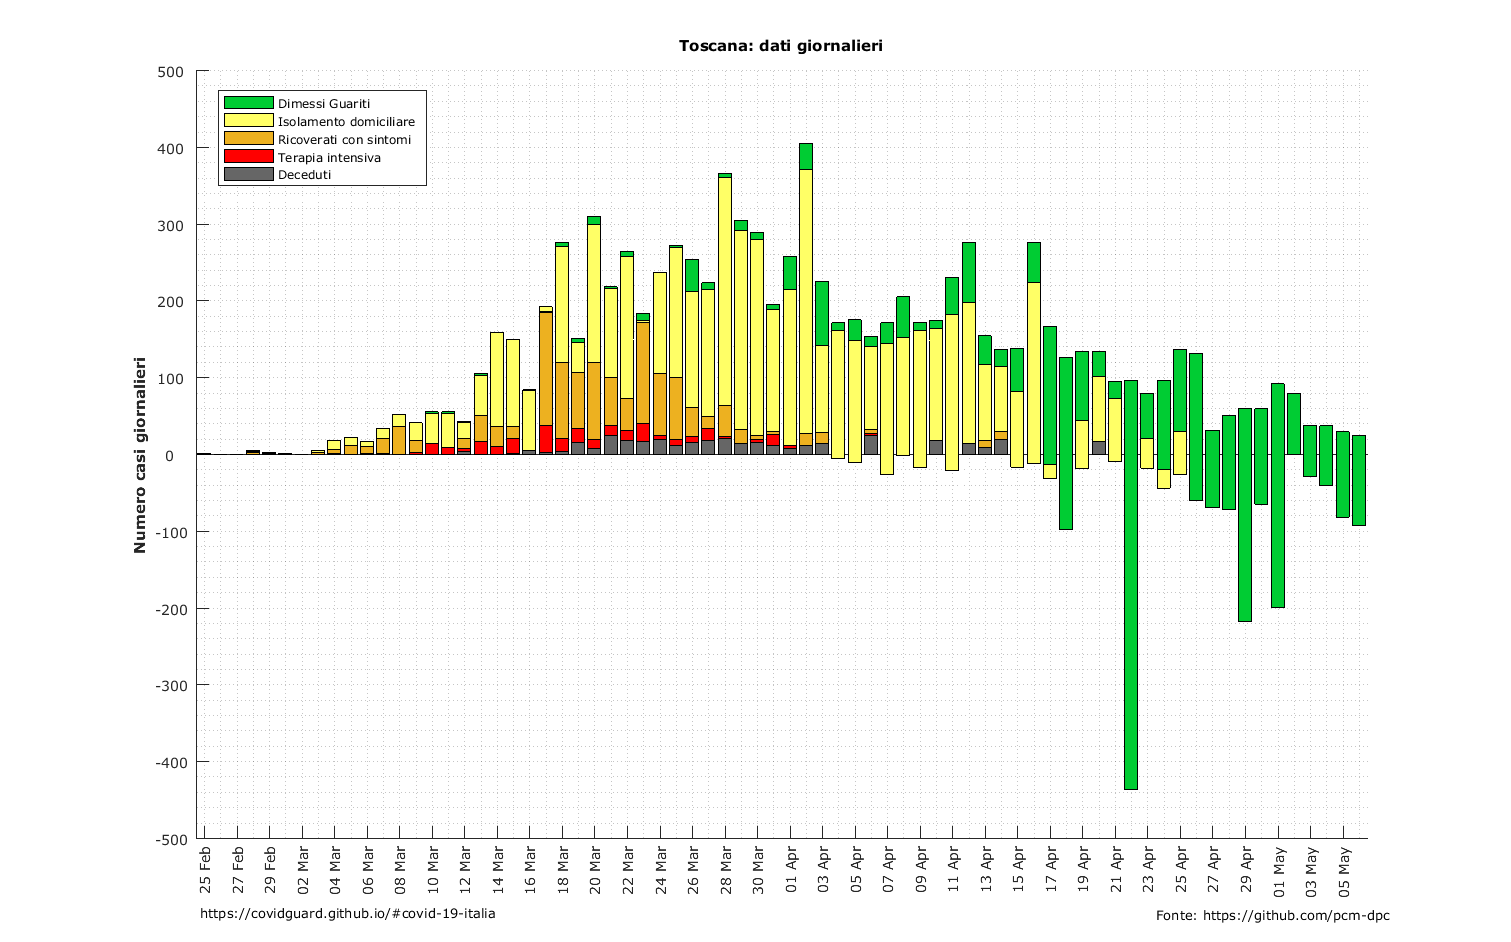 Toscana: dati giornalieri
500
400
300
200
100
0
-100
-200
-300
-400
-500
Numero casi giornalieri
Dimessi Guariti
Isolamento domiciliare
Ricoverati con sintomi
Terapia intensiva
Deceduti
25 Feb
27 Feb
29 Feb
02 Mar
04 Mar
06 Mar
08 Mar
10 Mar
12 Mar
14 Mar
16 Mar
18 Mar
20 Mar
22 Mar
24 Mar
26 Mar
28 Mar
30 Mar
01 Apr
03 Apr
05 Apr
07 Apr
09 Apr
11 Apr
13 Apr
15 Apr
17 Apr
19 Apr
21 Apr
23 Apr
25 Apr
27 Apr
29 Apr
01 May
03 May
05 May
https://covidguard.github.io/#covid-19-italia
Fonte: https://github.com/pcm-dpc